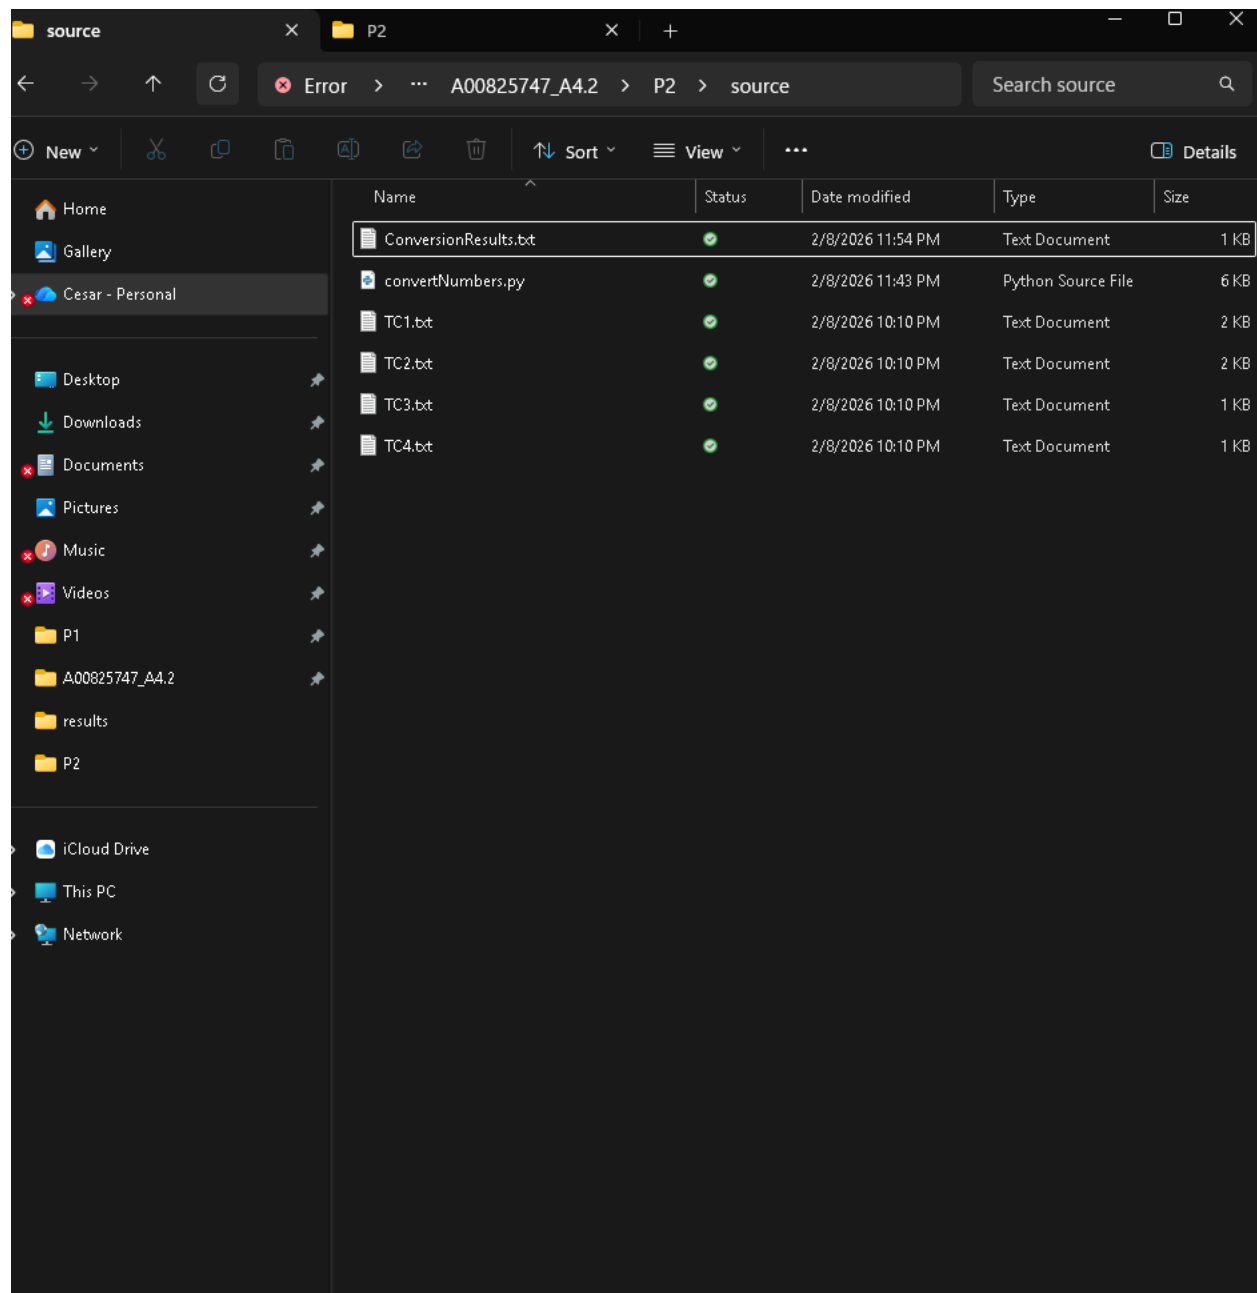 source
P2
Error > ... A00825747_A4.2 > P2 > source
Search source
New
Sort
View
...
Details
Name Status Date modified Type Size
Home
Gallery
Cesar - Personal
Desktop
Downloads
Documents
Pictures
Music
Videos
P1
A00825747_A4.2
results
P2
iCloud Drive
This PC
Network
ConversionResults.txt 2/8/2026 11:54 PM Text Document 1 KB
convertNumbers.py 2/8/2026 11:43 PM Python Source File 6 KB
TC1.txt 2/8/2026 10:10 PM Text Document 2 KB
TC2.txt 2/8/2026 10:10 PM Text Document 2 KB
TC3.txt 2/8/2026 10:10 PM Text Document 1 KB
TC4.txt 2/8/2026 10:10 PM Text Document 1 KB